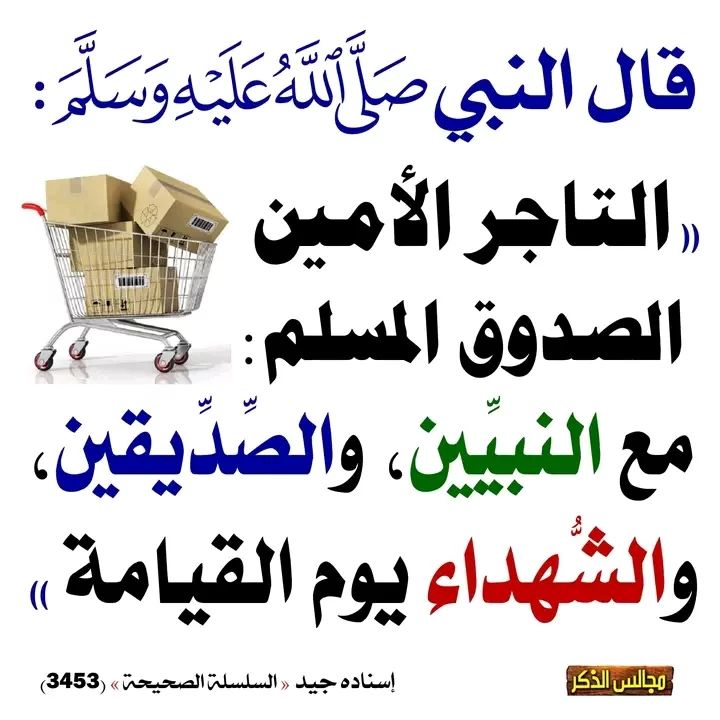 قال النبي صَلَّى ٱللَّهُ عَلَيْهِ وَسَلَّمَ :
(( التاجر الأمين
الصدوق المسلم :
مع النبيِّين، والصِّدِّيقين،
والشُّهداء يوم القيامة ))
إسناده جيد « السلسلة الصحيحة » (3453)
مجالس الذكر